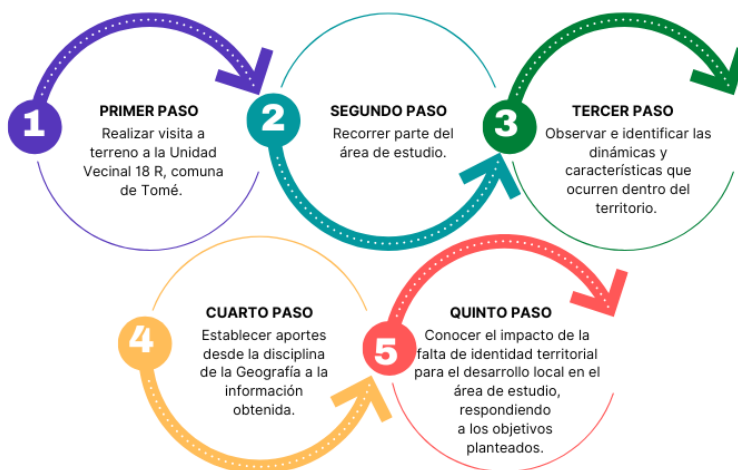 1
PRIMER PASO
Realizar visita a
terreno a la Unidad
Vecinal 18 R, comuna
de Tomé.
2
SEGUNDO PASO
Recorrer parte del
área de estudio.
3
TERCER PASO
Observar e identificar las
dinámicas y
características que
ocurren dentro del
territorio.
4
CUARTO PASO
Establecer aportes
desde la disciplina
de la Geografía a la
información
obtenida.
5
QUINTO PASO
Conocer el impacto de la
falta de identidad territorial
para el desarrollo local en el
área de estudio,
respondiendo
a los objetivos
planteados.